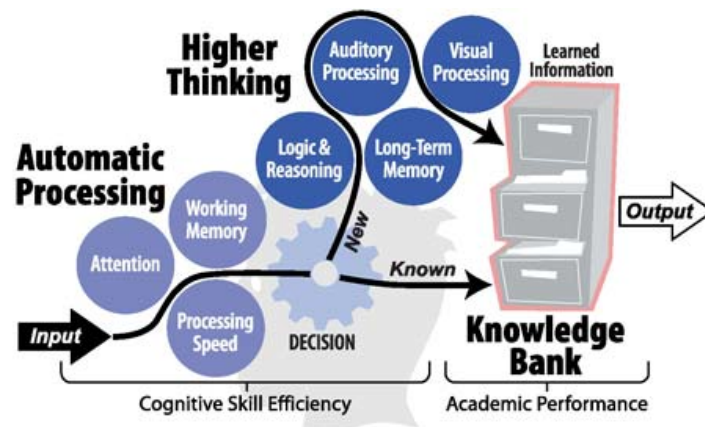 Higher
Thinking
Auditory
Processing
Visual
Processing
Learned
Information
Logic &
Reasoning
Long-Term
Memory
Automatic
Processing
Working
Memory
Attention
New
Known
Output
Input
Processing
Speed
DECISION
Knowledge
Bank
Cognitive Skill Efficiency
Academic Performance